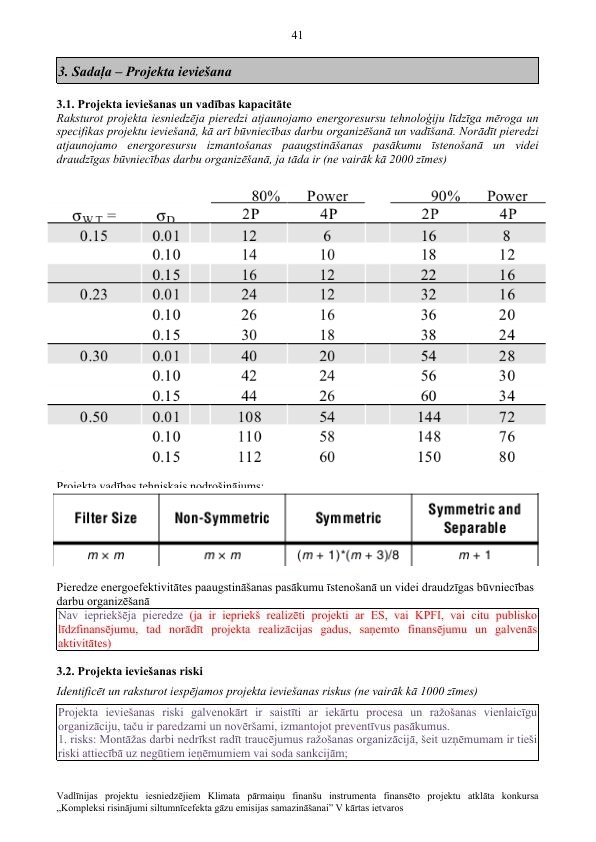 41
3. Sadaļa – Projekta ieviešana
3.1. Projekta ieviešanas un vadības kapacitāte
Raksturot projekta iesniedzēja pieredzi atjaunojamo energoresursu tehnoloģiju līdzīga mēroga un
specifikas projektu ieviešanā, kā arī būvniecības darbu organizēšanā un vadīšanā. Norādīt pieredzi
atjaunojamo energoresursu izmantošanas paaugstināšanas pasākumu īstenošanā un videi
draudzīgas būvniecības darbu organizēšanā, ja tāda ir (ne vairāk kā 2000 zīmes)
80% Power 90% Power
σWT = σD 2P 4P 2P 4P
0.15 0.01 12 6 16 8
0.10 14 10 18 12
0.15 16 12 22 16
0.23 0.01 24 12 32 16
0.10 26 16 36 20
0.15 30 18 38 24
0.30 0.01 40 20 54 28
0.10 42 24 56 30
0.15 44 26 60 34
0.50 0.01 108 54 144 72
0.10 110 58 148 76
0.15 112 60 150 80
Projekta vadības tehniskais nodrošinājums:
Filter Size Non-Symmetric Symmetric Symmetric and Separable
m × m m × m (m + 1)*(m + 3)/8 m + 1
Pieredze energoefektivitātes paaugstināšanas pasākumu īstenošanā un videi draudzīgas būvniecības
darbu organizēšanā
Nav iepriekšēja pieredze (ja ir iepriekš realizēti projekti ar ES, vai KPFI, vai citu publisko
līdzfinansējumu, tad norādīt projekta realizācijas gadus, saņemto finansējumu un galvenās
aktivitātes)
3.2. Projekta ieviešanas riski
Identificēt un raksturot iespējamos projekta ieviešanas riskus (ne vairāk kā 1000 zīmes)
Projekta ieviešanas riski galvenokārt ir saistīti ar iekārtu procesa un ražošanas vienlaicīgu
organizāciju, taču ir paredzami un novēršami, izmantojot preventīvus pasākumus.
1. risks: Montāžas darbi nedrīkst radīt traucējumus ražošanas organizācijā, šeit uzņēmumam ir tieši
riski attiecībā uz negūtiem ieņēmumiem vai soda sankcijām;
Vadlīnijas projektu iesniedzējiem Klimata pārmaiņu finanšu instrumenta finansēto projektu atklāta konkursa
„Kompleksi risinājumi siltumnīcefekta gāzu emisijas samazināšanai” V kārtas ietvaros